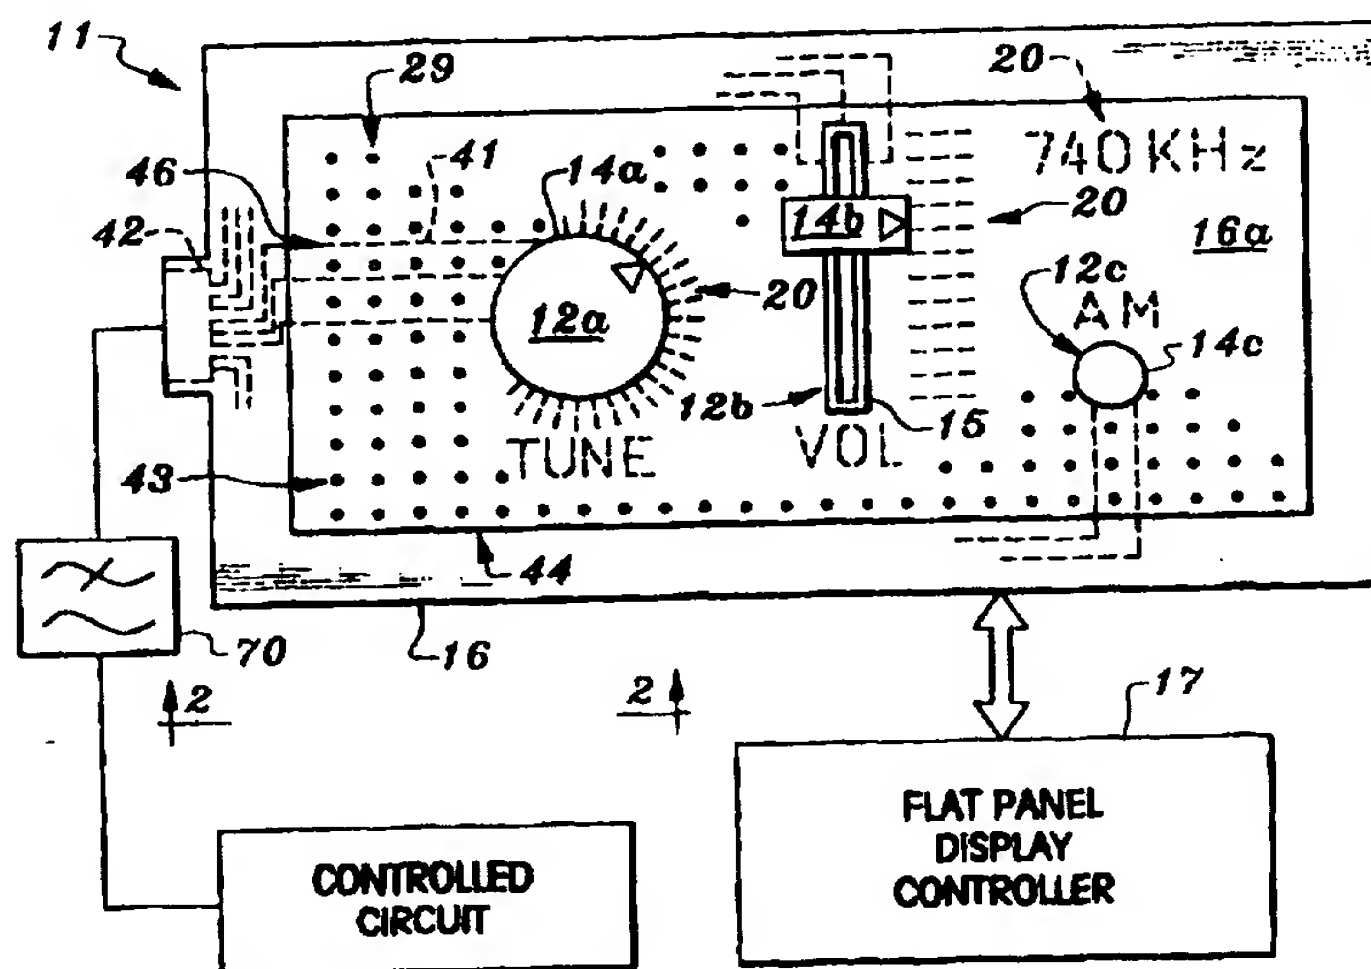 11
29
20
46
41
14a
740 KHz
42
14b
20
16a
20
12c
12a
AM
14c
12b
15
TUNE
VOL
43
44
70
16
2
2
17
FLAT PANEL
DISPLAY
CONTROLLER
CONTROLLED
CIRCUIT